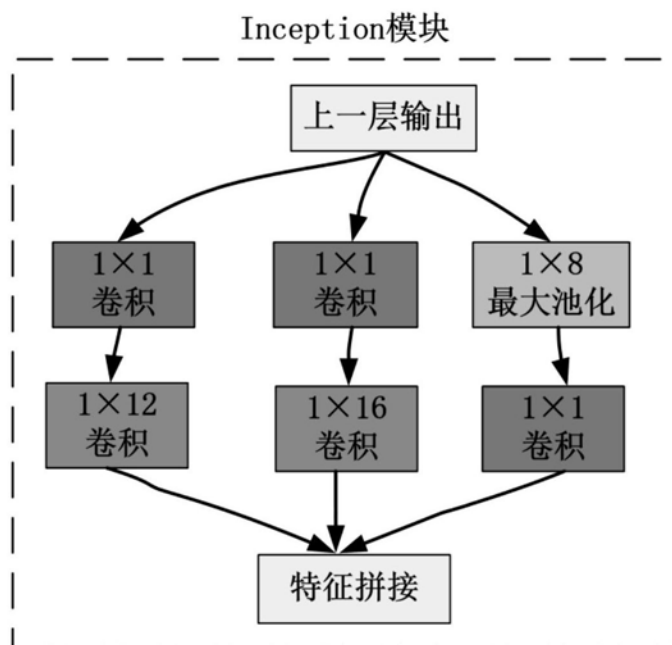 Inception模块
上一层输出
1×1
卷积
1×1
卷积
1×8
最大池化
1×12
卷积
1×16
卷积
1×1
卷积
特征拼接